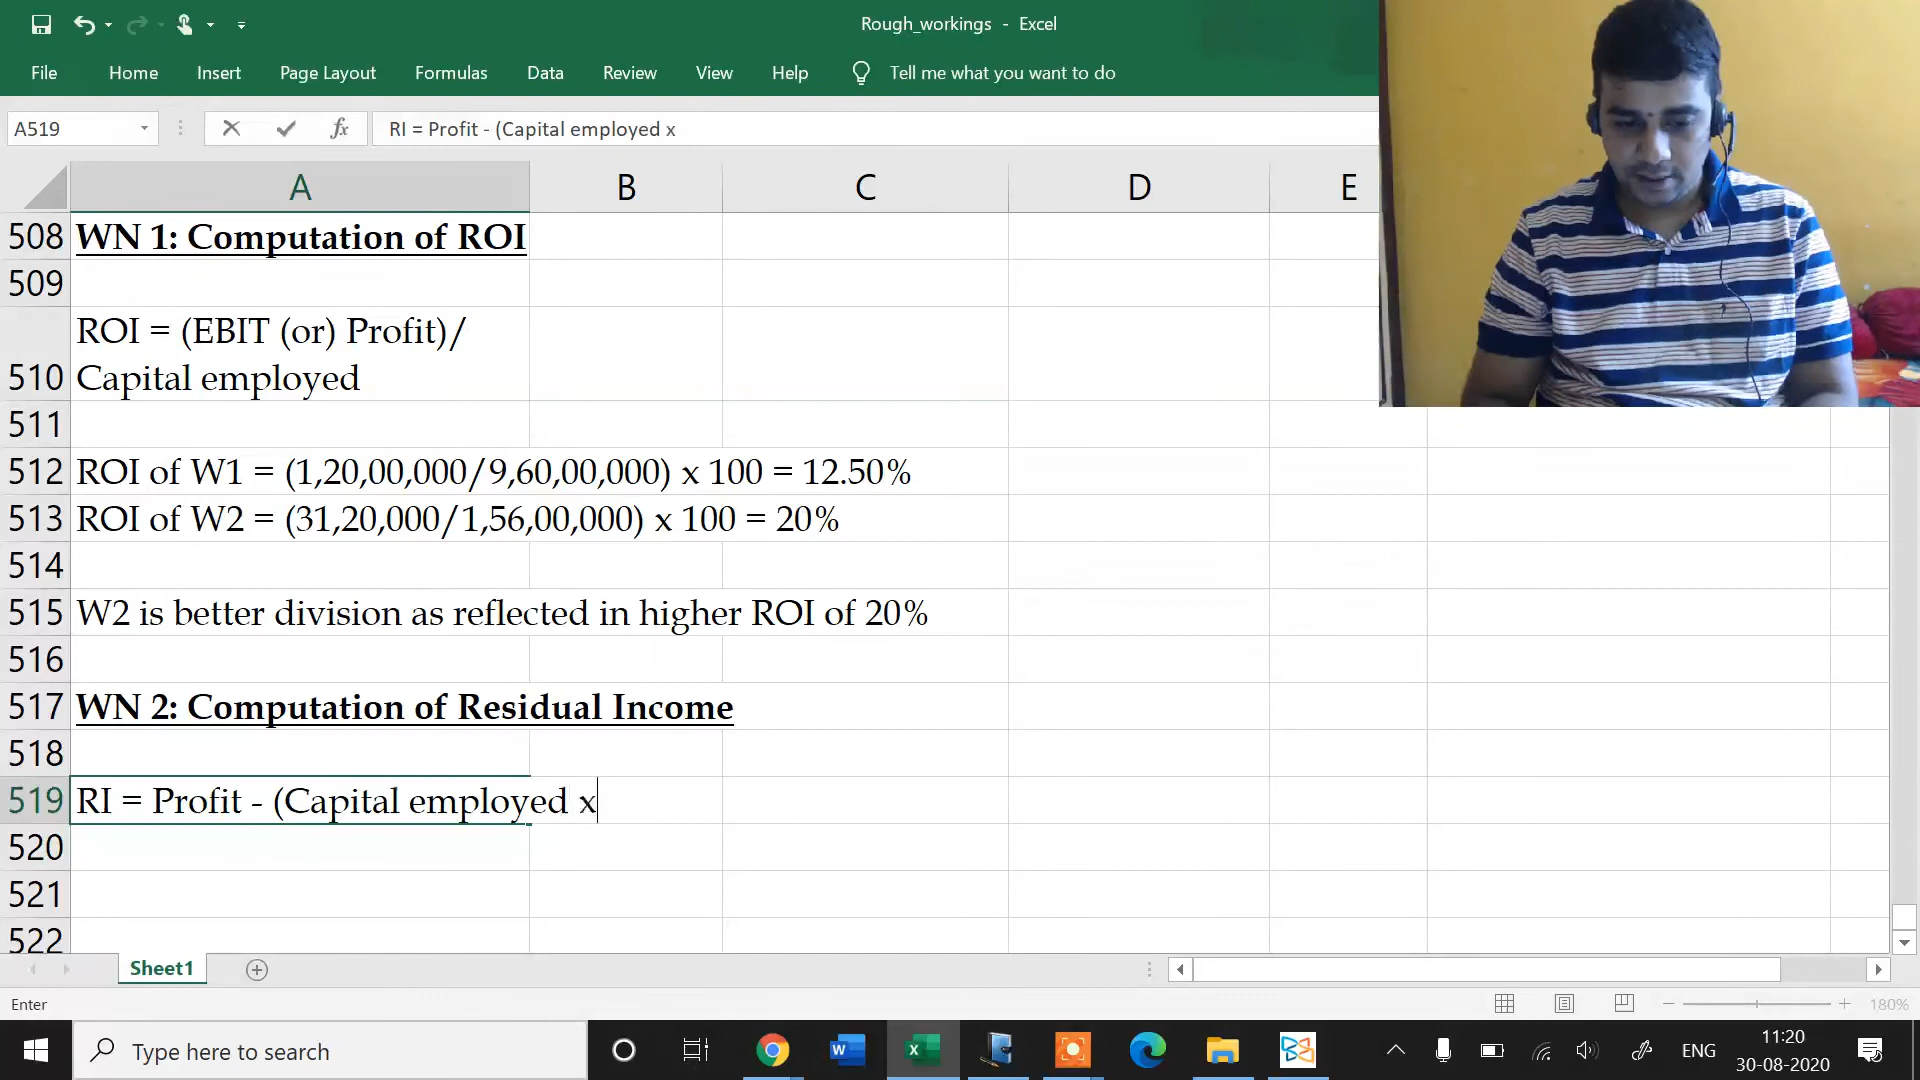 Rough_workings - Excel
File Home Insert Page Layout Formulas Data Review View Help Tell me what you want to do
A519 fx RI = Profit - (Capital employed x
A B C D E
508 WN 1: Computation of ROI
509
ROI = (EBIT (or) Profit)/
510 Capital employed
511
512 ROI of W1 = (1,20,00,000/9,60,00,000) x 100 = 12.50%
513 ROI of W2 = (31,20,000/1,56,00,000) x 100 = 20%
514
515 W2 is better division as reflected in higher ROI of 20%
516
517 WN 2: Computation of Residual Income
518
519 RI = Profit - (Capital employed x
520
521
522
Sheet1
Enter 180%
Type here to search ENG 11:20
30-08-2020